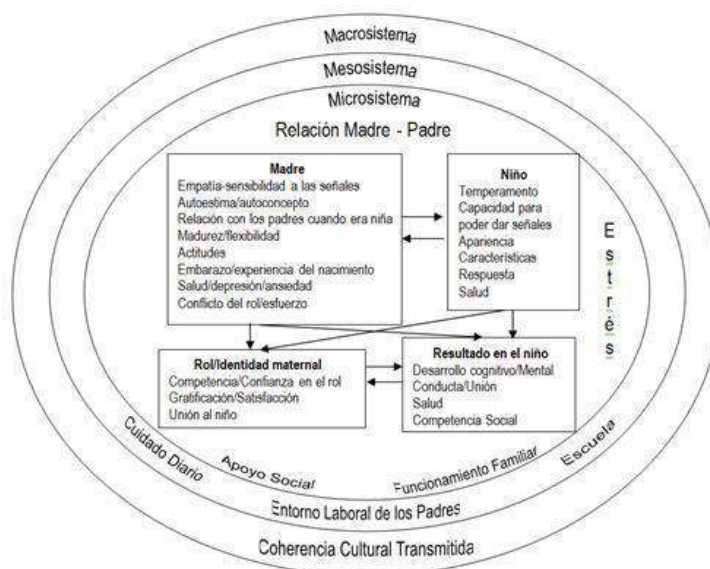 Macrosistema
Mesosistema
Microsistema
Relación Madre - Padre
Madre
Empatía-sensibilidad a las señales
Autoestima/autoconcepto
Relación con los padres cuando era niña
Madurez/flexibilidad
Actitudes
Embarazo/experiencia del nacimiento
Salud/depresión/ansiedad
Conflicto del rol/esfuerzo
Niño
Temperamento
Capacidad para
poder dar señales
Apariencia
Características
Respuesta
Salud
Estrés
Rol/Identidad maternal
Competencia/Confianza en el rol
Gratificación/Satisfacción
Unión al niño
Resultado en el niño
Desarrollo cognitivo/Mental
Conducta/Unión
Salud
Competencia Social
Cuidado Diario
Apoyo Social
Funcionamiento Familiar
Escuela
Entorno Laboral de los Padres
Coherencia Cultural Transmitida